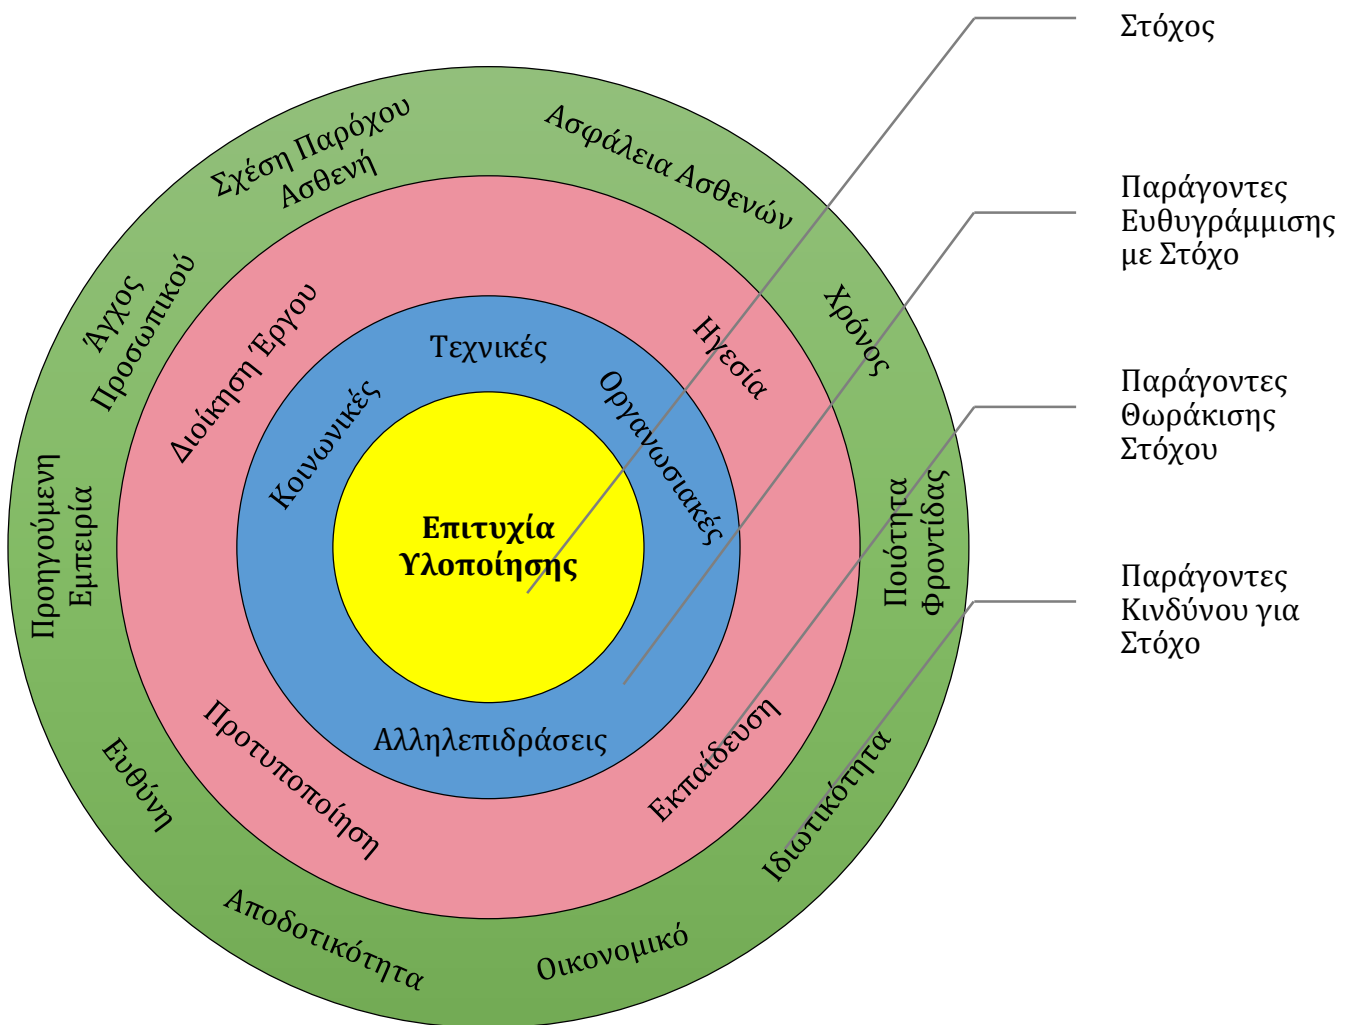 Στόχος
Παράγοντες
Ευθυγράμμισης
με Στόχο
Παράγοντες
Θωράκισης
Στόχου
Παράγοντες
Κινδύνου για
Στόχο
Σχέση Παρόχου
Ασθενή
Ασφάλεια Ασθενών
Χρόνος
Ποιότητα
Φροντίδας
Ιδιωτικότητα
Οικονομικό
Αποδοτικότητα
Ευθύνη
Προηγούμενη
Εμπειρία
Άγχος
Προσωπικού
Διοίκηση Έργου
Ηγεσία
Εκπαίδευση
Προτυποποίηση
Κοινωνικές
Τεχνικές
Οργανωσιακές
Αλληλεπιδράσεις
Επιτυχία
Υλοποίησης